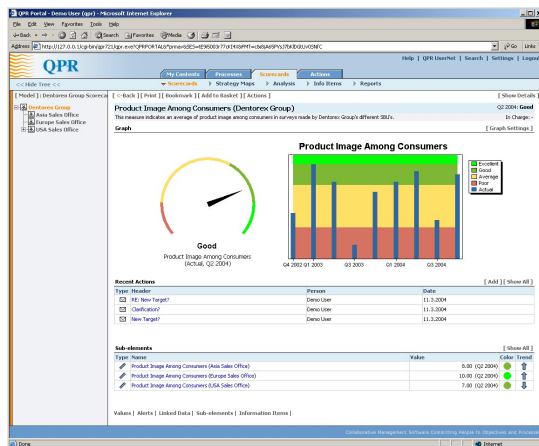 QPR Portal - Demo User (qpr) - Microsoft Internet Explorer
File Edit View Favorites Tools Help
Back Search Favorites Media
Address Go Links
Help | QPR UserNet | Search | Settings | Logout
QPR
My Contents Processes Scorecards Actions
<< Hide Tree << Scorecards Strategy Maps Analysis Info Items Reports
[ Model ] : Dentorex Group Scorecar [ <-Back ] [ Print ] [ Bookmark ] [ Add to Basket ] [ Actions ] [ Show Details ]
Dentorex Group
Asia Sales Office
Europe Sales Office
USA Sales Office
Product Image Among Consumers (Dentorex Group) Q2 2004: Good
This measure indicates an average of product image among consumers in surveys made by Dentorex Group's different SBU's. In Charge: -
Graph [ Graph Settings ]
Product Image Among Consumers
Excellent
Good
Average
Poor
Actual
Good
Product Image Among Consumers
(Actual, Q2 2004)
Q4 2002 Q1 2003 Q3 2003 Q1 2004 Q3 2004
Recent Actions [ Add ] [ Show All ]
Type Header Person Date
RE: New Target? Demo User 11.3.2004
Clarification? Demo User 11.3.2004
New Target? Demo User 11.3.2004
Sub-elements [ Show All ]
Type Name Value Color Trend
Product Image Among Consumers (Asia Sales Office) 8.00 (Q2 2004)
Product Image Among Consumers (Europe Sales Office) 10.00 (Q2 2004)
Product Image Among Consumers (USA Sales Office) 7.00 (Q2 2004)
Values | Alerts | Linked Data | Sub-elements | Information Items |
Collaborative Management Software Committing People to Objectives and Processes
Done Internet